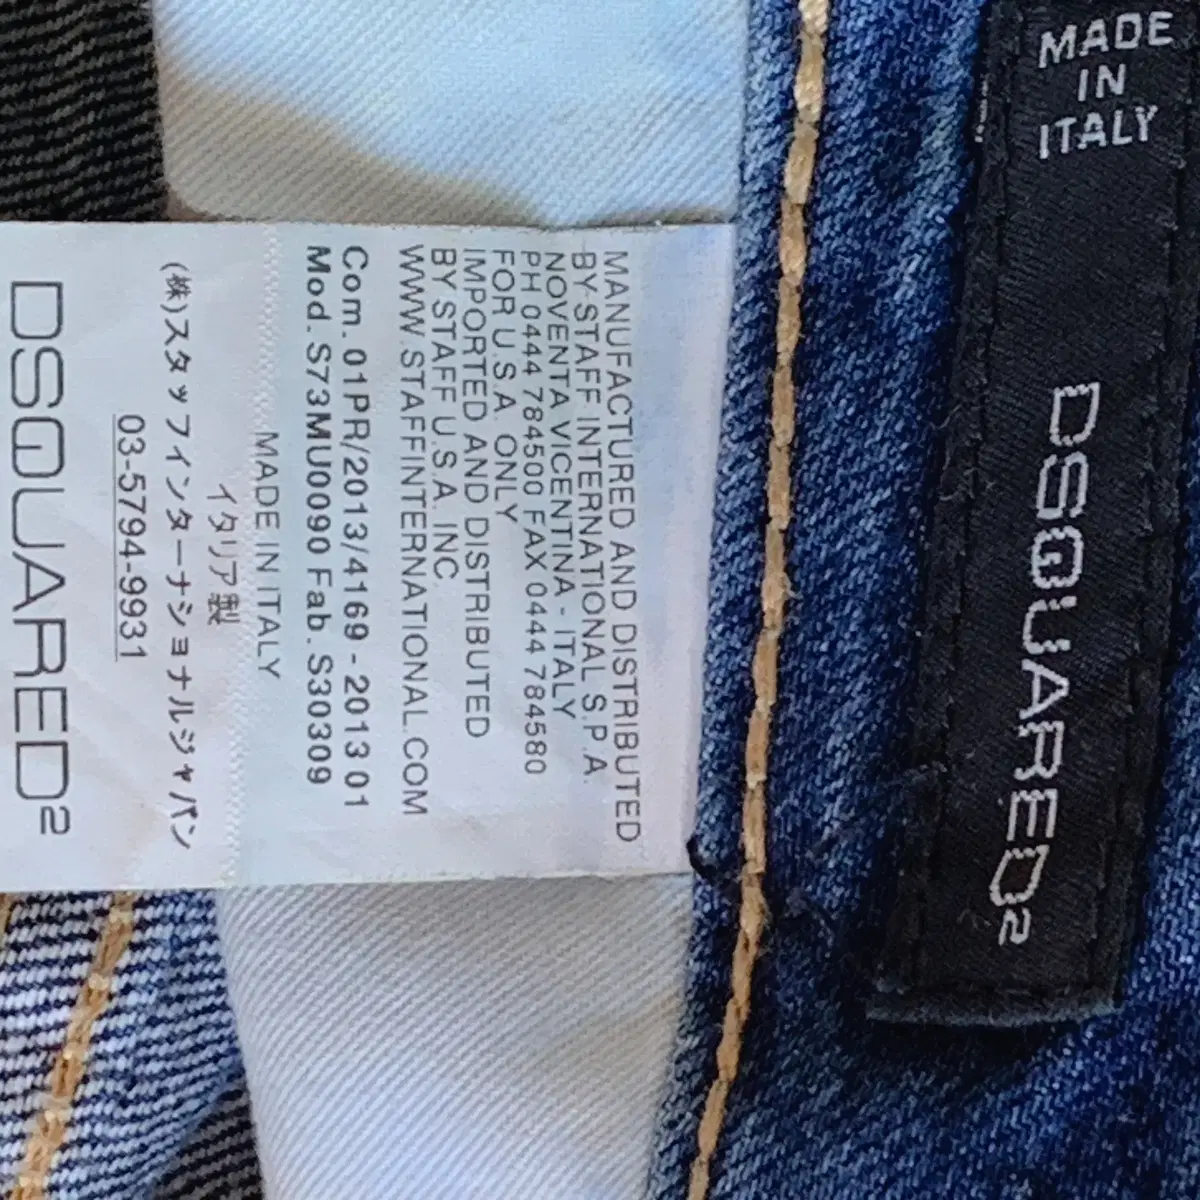 MADE
IN
ITALY
DSQUARED2
MANUFACTURED AND DISTRIBUTED
BY STAFF INTERNATIONAL S.P.A.
NOVENTA VICENTINA - ITALY
PH 0444 784500 FAX 0444 784580
FOR U.S.A. ONLY
IMPORTED AND DISTRIBUTED
BY STAFF U.S.A. INC.
WWW.STAFFINTERNATIONAL.COM
Com. 01PR/2013/4169 - 2013 01
Mod. S73MU0090 Fab. S30309
MADE IN ITALY
イタリア製
(株)スタッフインターナショナルジャパン
03-5794-9931
DSQUARED2